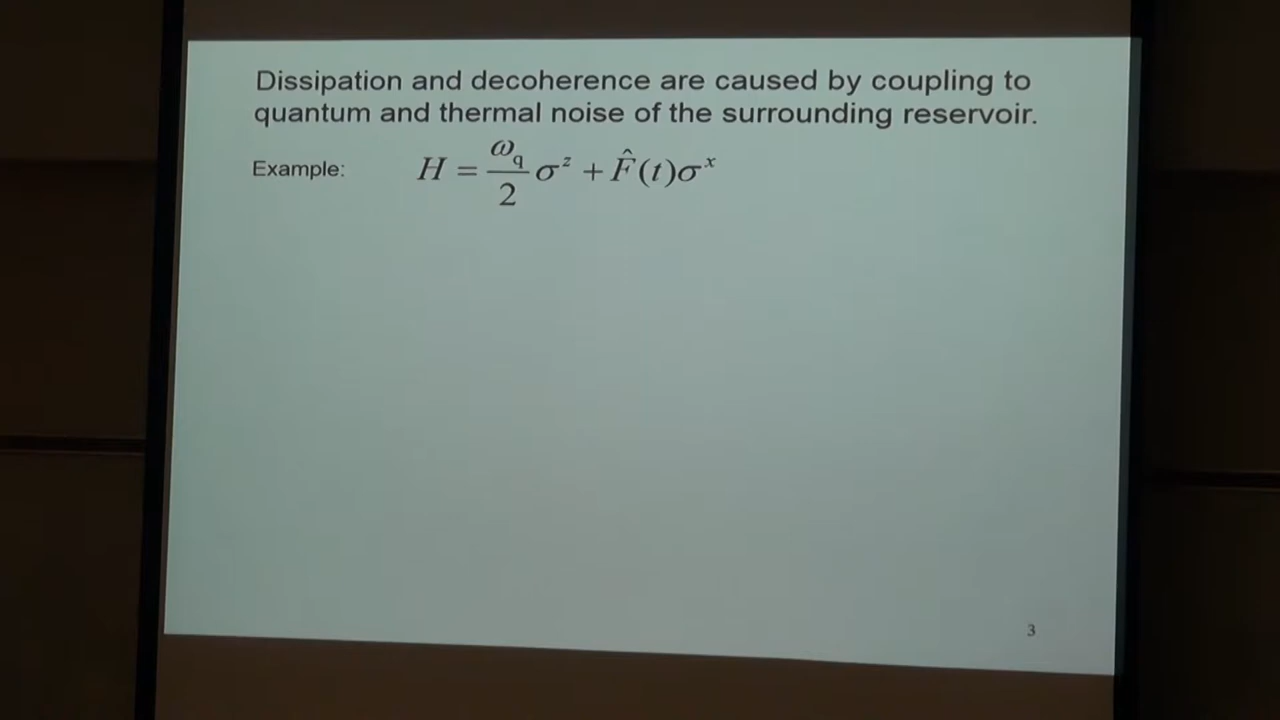 Dissipation and decoherence are caused by coupling to
quantum and thermal noise of the surrounding reservoir.
Example: H = ω_q/2 σ^z + F̂(t)σ^x
3